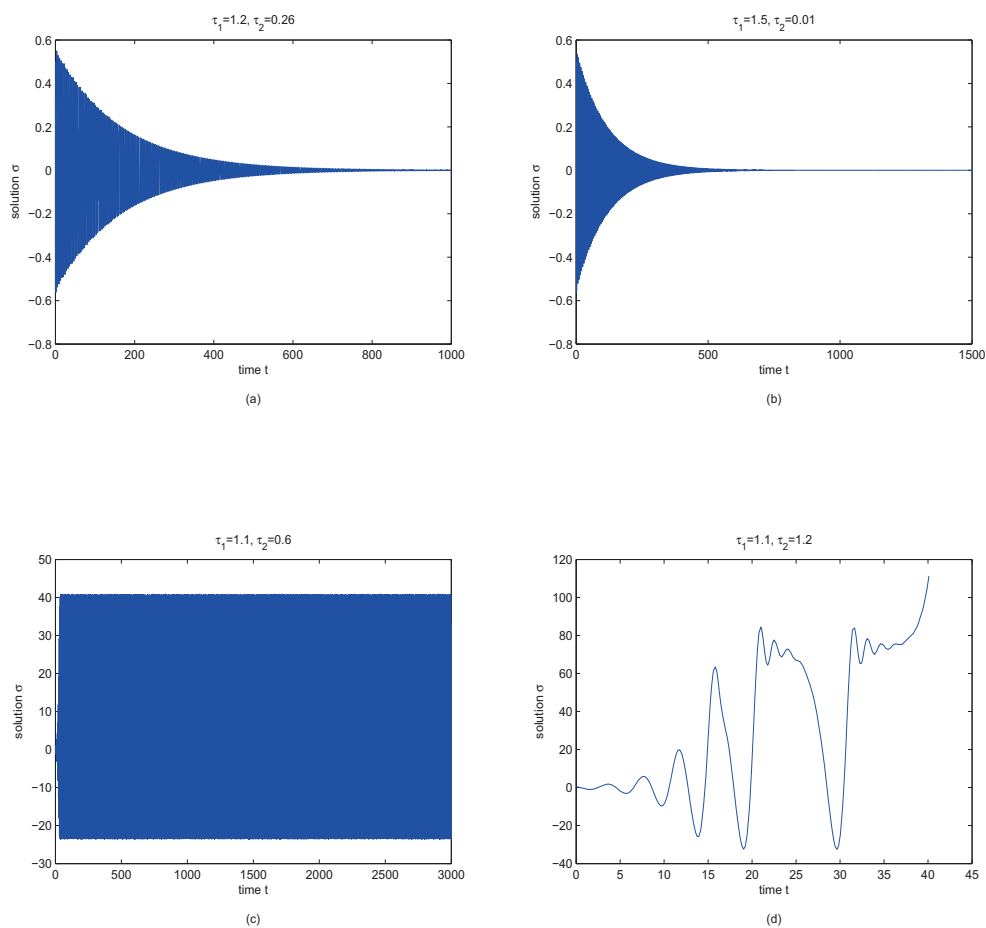 τ1=1.2, τ2=0.26
0.6
0.4
0.2
0
−0.2
−0.4
−0.6
−0.8
solution σ
0 200 400 600 800 1000
time t
(a)
τ1=1.5, τ2=0.01
0.6
0.4
0.2
0
−0.2
−0.4
−0.6
−0.8
solution σ
0 500 1000 1500
time t
(b)
τ1=1.1, τ2=0.6
50
40
30
20
10
0
−10
−20
−30
solution σ
0 500 1000 1500 2000 2500 3000
time t
(c)
τ1=1.1, τ2=1.2
120
100
80
60
40
20
0
−20
−40
solution σ
0 5 10 15 20 25 30 35 40 45
time t
(d)